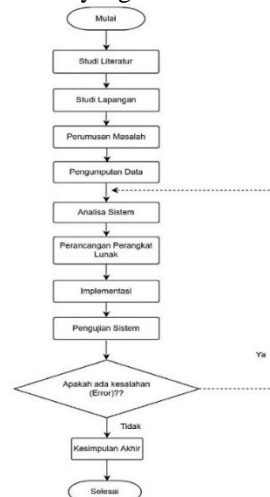 Mulai
Studi Literatur
Studi Lapangan
Perumusan Masalah
Pengumpulan Data
Analisa Sistem
Perancangan Perangkat
Lunak
Implementasi
Pengujian Sistem
Ya
Apakah ada kesalahan
(Error)??
Tidak
Kesimpulan Akhir
Selesai